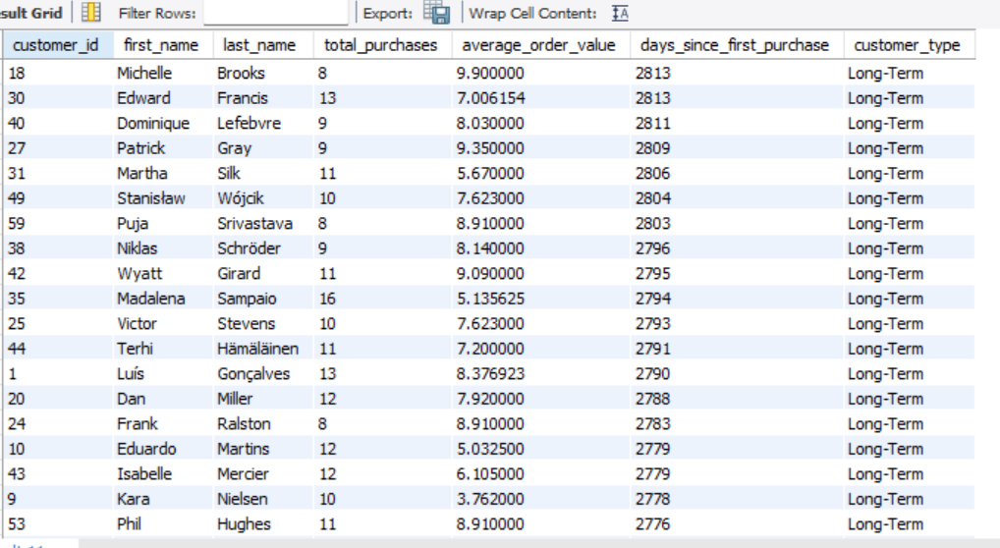 sult Grid Filter Rows: Export: Wrap Cell Content: IA
customer_id first_name last_name total_purchases average_order_value days_since_first_purchase customer_type
18 Michelle Brooks 8 9.900000 2813 Long-Term
30 Edward Francis 13 7.006154 2813 Long-Term
40 Dominique Lefebvre 9 8.030000 2811 Long-Term
27 Patrick Gray 9 9.350000 2809 Long-Term
31 Martha Silk 11 5.670000 2806 Long-Term
49 Stanisław Wójcik 10 7.623000 2804 Long-Term
59 Puja Srivastava 8 8.910000 2803 Long-Term
38 Niklas Schröder 9 8.140000 2796 Long-Term
42 Wyatt Girard 11 9.090000 2795 Long-Term
35 Madalena Sampaio 16 5.135625 2794 Long-Term
25 Victor Stevens 10 7.623000 2793 Long-Term
44 Terhi Hämäläinen 11 7.200000 2791 Long-Term
1 Luís Gonçalves 13 8.376923 2790 Long-Term
20 Dan Miller 12 7.920000 2788 Long-Term
24 Frank Ralston 8 8.910000 2783 Long-Term
10 Eduardo Martins 12 5.032500 2779 Long-Term
43 Isabelle Mercier 12 6.105000 2779 Long-Term
9 Kara Nielsen 10 3.762000 2778 Long-Term
53 Phil Hughes 11 8.910000 2776 Long-Term